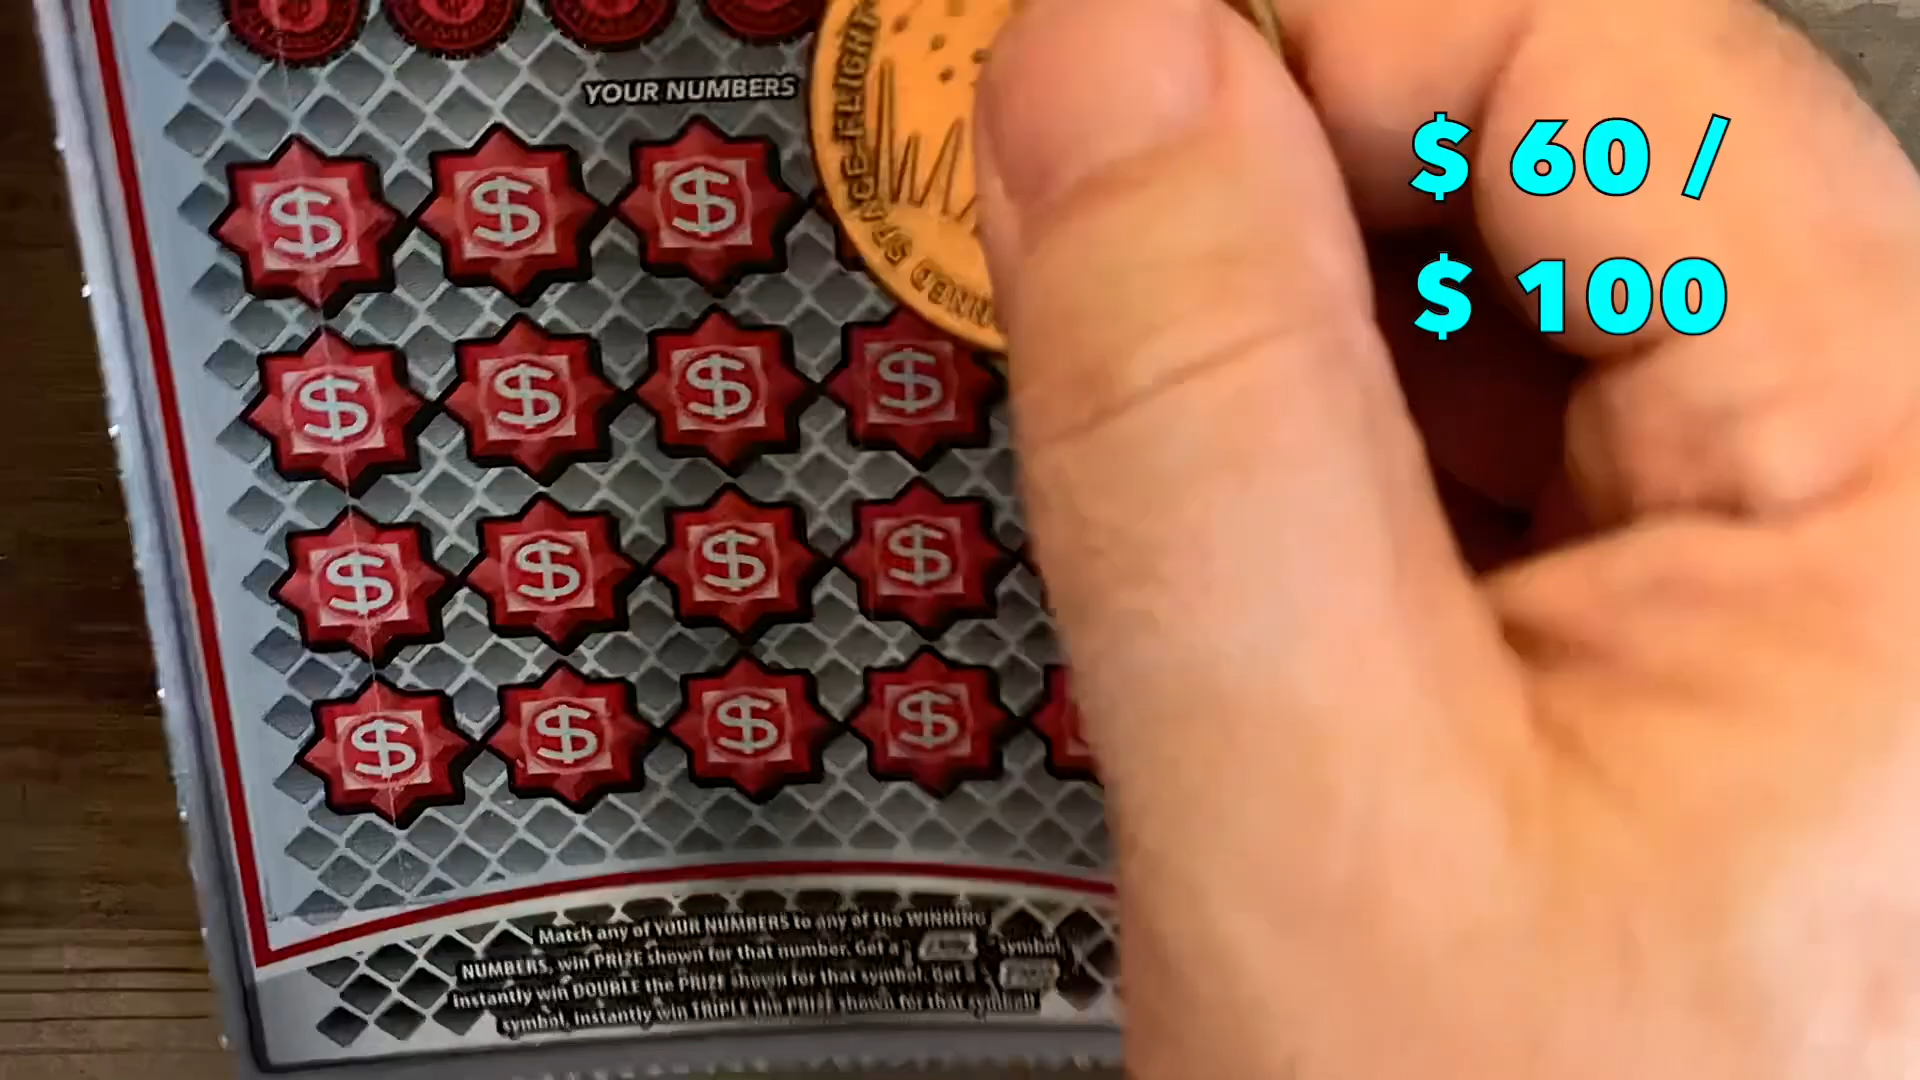 YOUR NUMBERS
$ 60 /
$ 100
$ $ $
$ $ $ $
$ $ $ $
$ $ $ $
Match any of YOUR NUMBERS to any of the WINNING
NUMBERS, win PRIZE shown for that number. Get a symbol,
instantly win DOUBLE the PRIZE shown for that symbol. Get a
symbol, instantly win TRIPLE the PRIZE shown for that symbol!